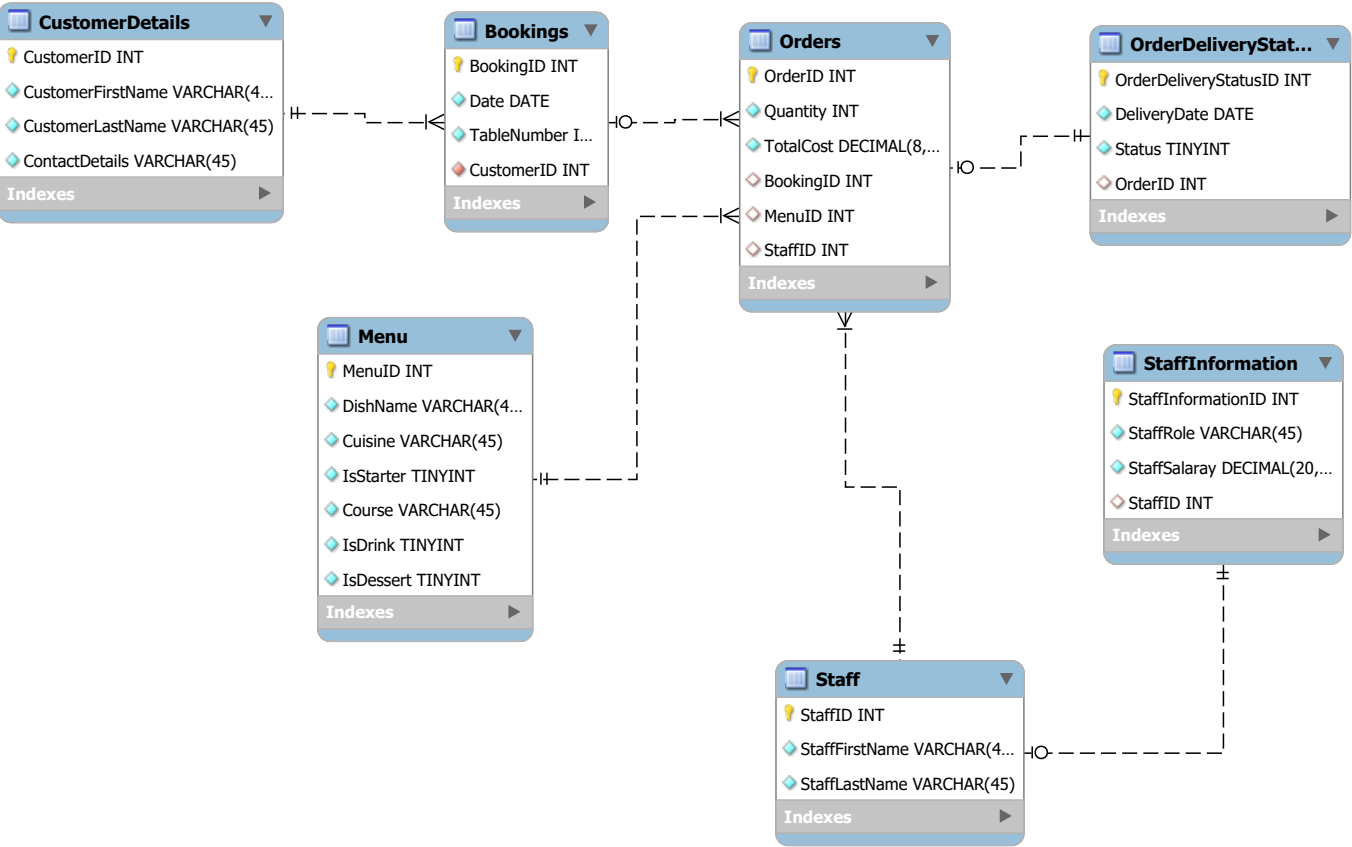 CustomerDetails
CustomerID INT
CustomerFirstName VARCHAR(4...
CustomerLastName VARCHAR(45)
ContactDetails VARCHAR(45)
Indexes
Bookings
BookingID INT
Date DATE
TableNumber I...
CustomerID INT
Indexes
Orders
OrderID INT
Quantity INT
TotalCost DECIMAL(8,...
BookingID INT
MenuID INT
StaffID INT
Indexes
OrderDeliveryStat...
OrderDeliveryStatusID INT
DeliveryDate DATE
Status TINYINT
OrderID INT
Indexes
Menu
MenuID INT
DishName VARCHAR(4...
Cuisine VARCHAR(45)
IsStarter TINYINT
Course VARCHAR(45)
IsDrink TINYINT
IsDessert TINYINT
Indexes
StaffInformation
StaffInformationID INT
StaffRole VARCHAR(45)
StaffSalaray DECIMAL(20,...
StaffID INT
Indexes
Staff
StaffID INT
StaffFirstName VARCHAR(4...
StaffLastName VARCHAR(45)
Indexes